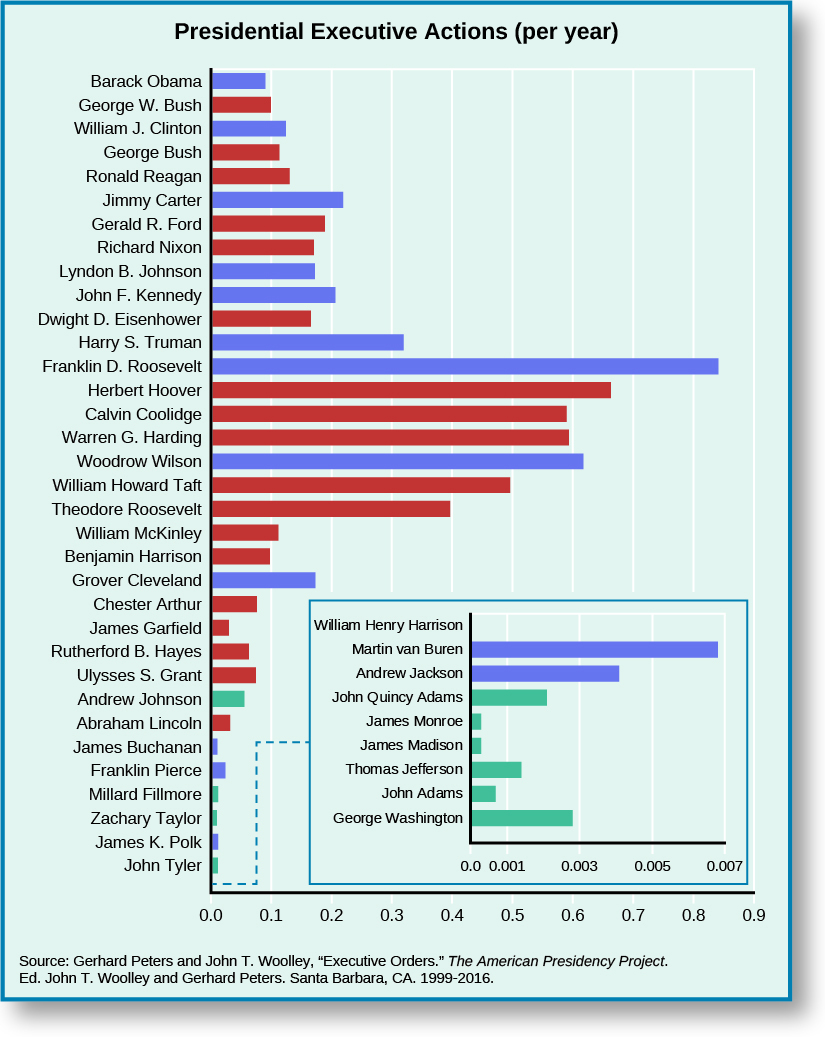 Presidential Executive Actions (per year)
Barack Obama
George W. Bush
William J. Clinton
George Bush
Ronald Reagan
Jimmy Carter
Gerald R. Ford
Richard Nixon
Lyndon B. Johnson
John F. Kennedy
Dwight D. Eisenhower
Harry S. Truman
Franklin D. Roosevelt
Herbert Hoover
Calvin Coolidge
Warren G. Harding
Woodrow Wilson
William Howard Taft
Theodore Roosevelt
William McKinley
Benjamin Harrison
Grover Cleveland
Chester Arthur
James Garfield
Rutherford B. Hayes
Ulysses S. Grant
Andrew Johnson
Abraham Lincoln
James Buchanan
Franklin Pierce
Millard Fillmore
Zachary Taylor
James K. Polk
John Tyler
William Henry Harrison
Martin van Buren
Andrew Jackson
John Quincy Adams
James Monroe
James Madison
Thomas Jefferson
John Adams
George Washington
0.0 0.001 0.003 0.005 0.007
0.0 0.1 0.2 0.3 0.4 0.5 0.6 0.7 0.8 0.9
Source: Gerhard Peters and John T. Woolley, “Executive Orders.” The American Presidency Project.
Ed. John T. Woolley and Gerhard Peters. Santa Barbara, CA. 1999-2016.